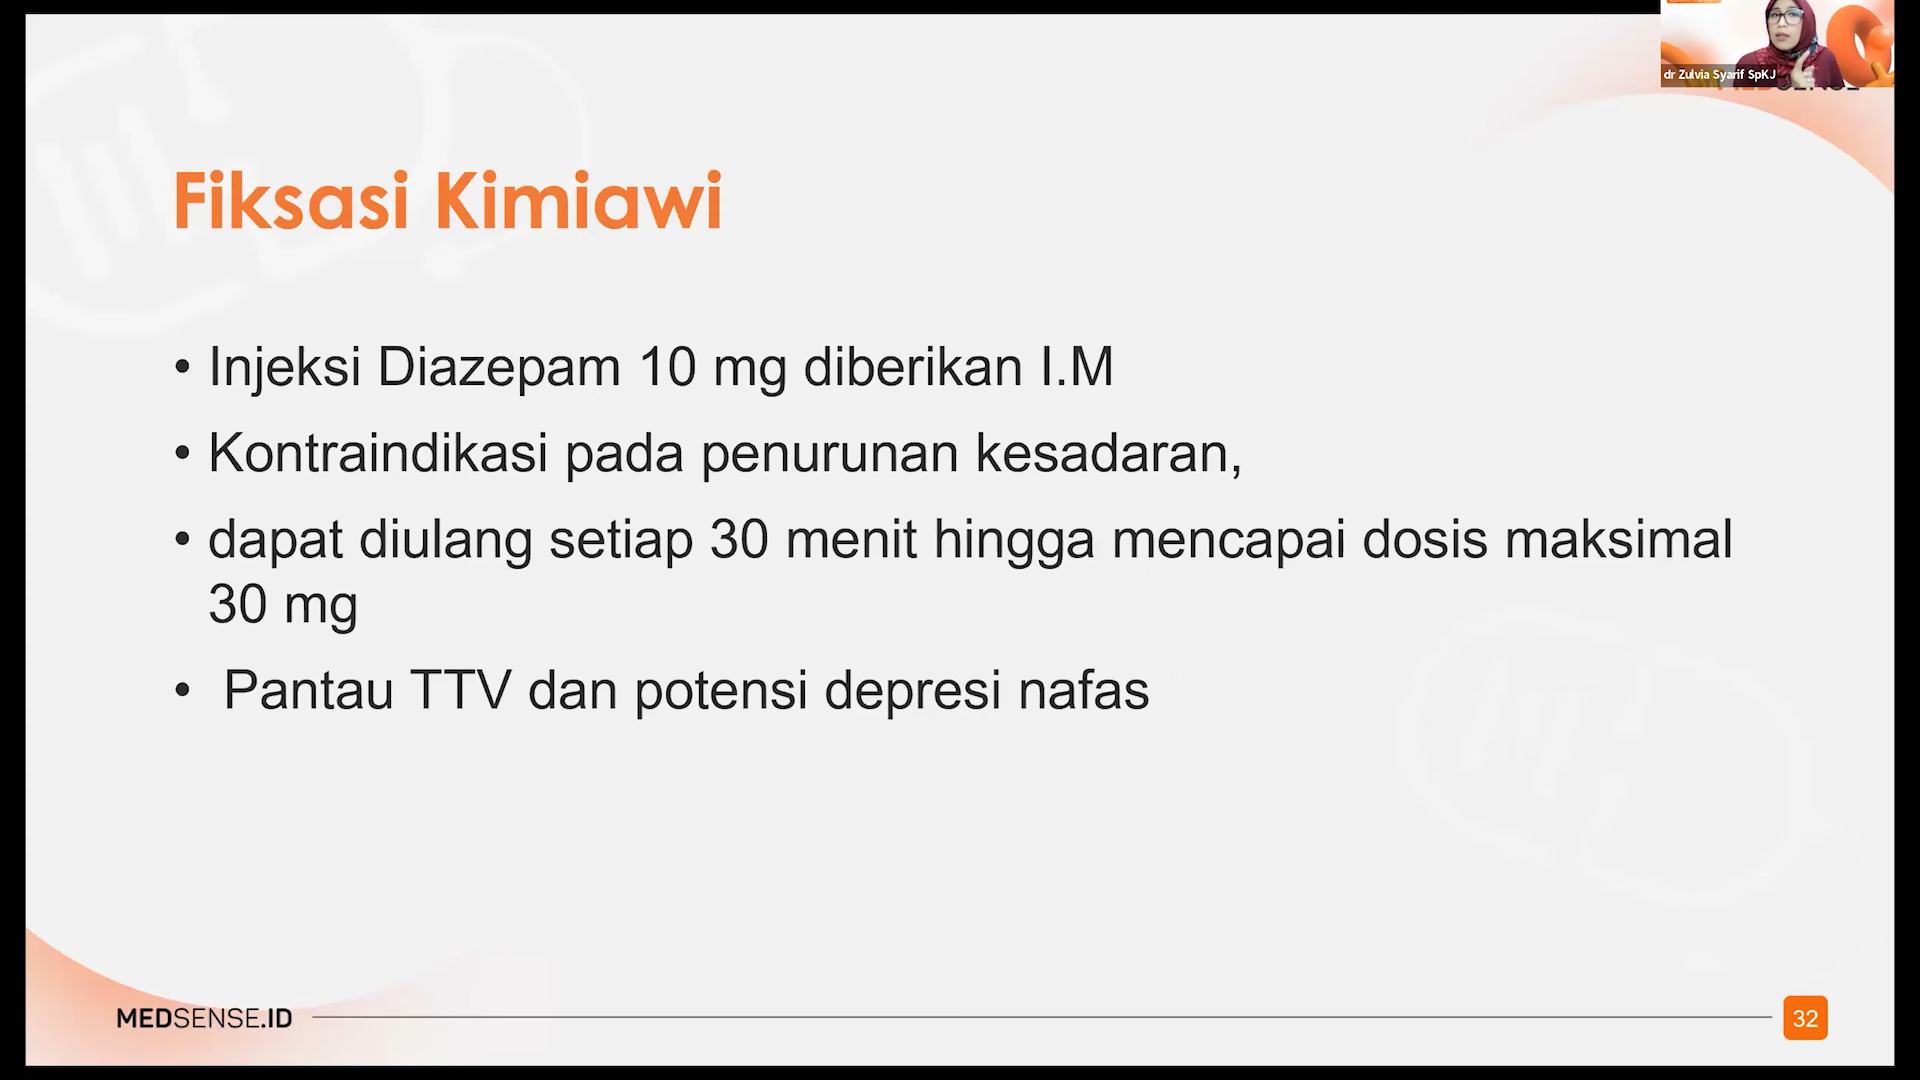 dr Zulvia Syarif SpKJ
Fiksasi Kimiawi
• Injeksi Diazepam 10 mg diberikan I.M
• Kontraindikasi pada penurunan kesadaran,
• dapat diulang setiap 30 menit hingga mencapai dosis maksimal
30 mg
• Pantau TTV dan potensi depresi nafas
MEDSENSE.ID
32